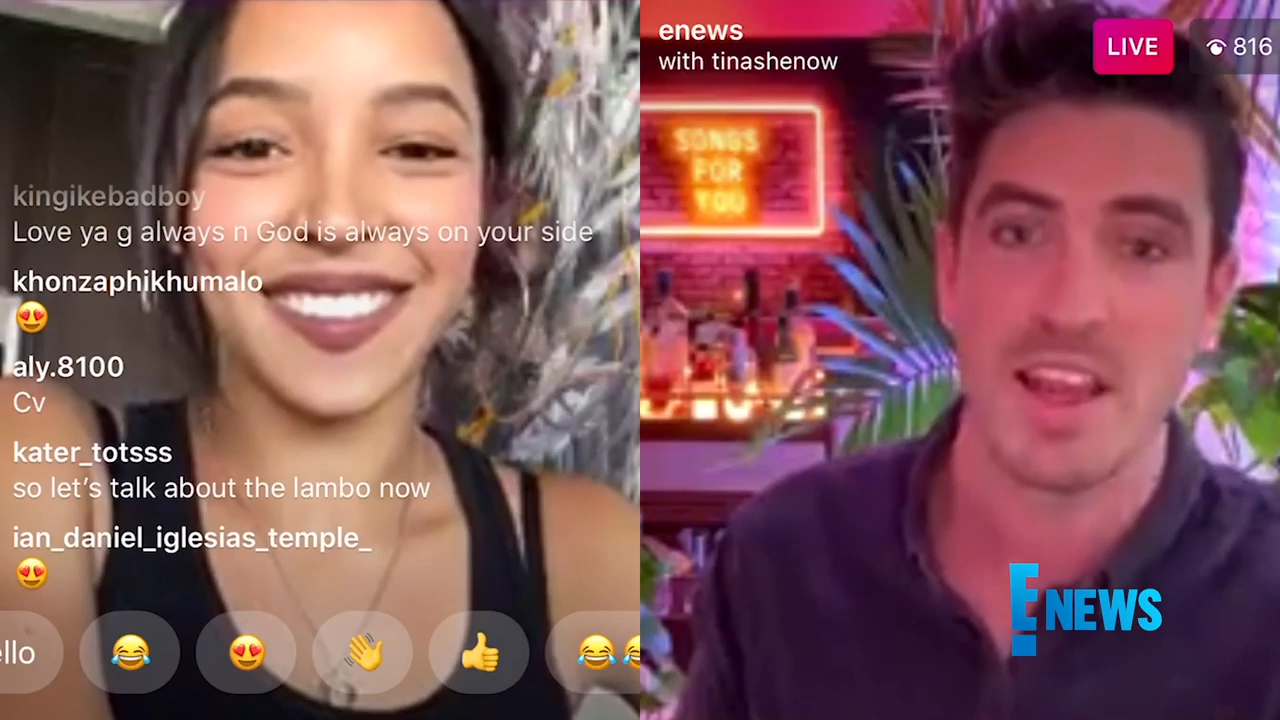 kingikebadboy
Love ya g always n God is always on your side
khonzaphikhumalo
😍
aly.8100
Cv
kater_totsss
so let's talk about the lambo now
ian_daniel_iglesias_temple_
😍
ello
😂
😍
👋
👍
😂
enews
with tinashenow
LIVE
816
SONGS
FOR
YOU
E NEWS